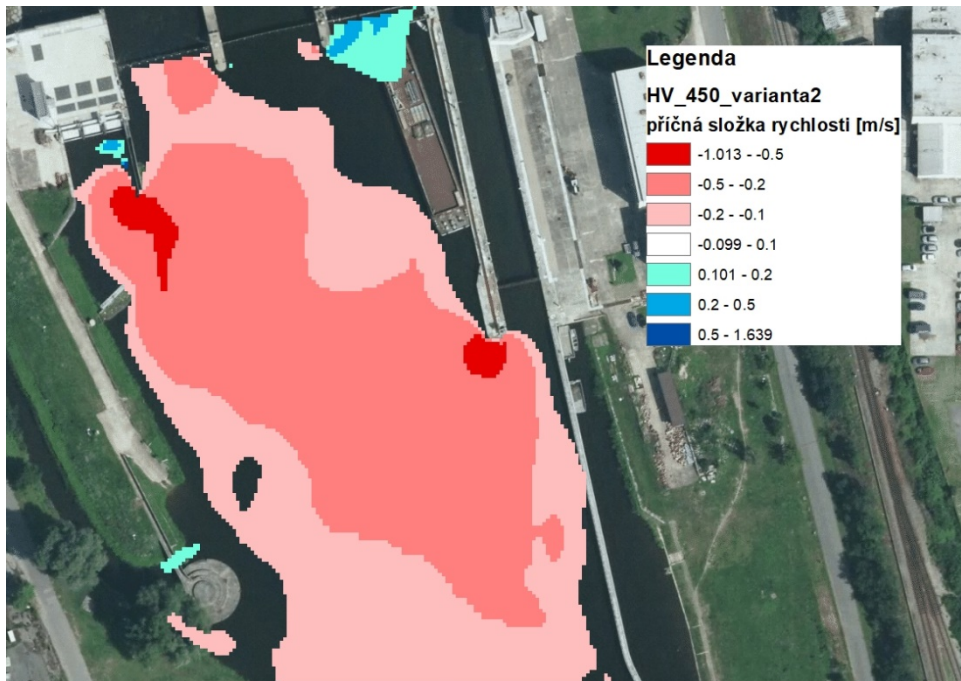 Legenda
HV_450_varianta2
příčná složka rychlosti [m/s]
-1.013 - -0.5
-0.5 - -0.2
-0.2 - -0.1
-0.099 - 0.1
0.101 - 0.2
0.2 - 0.5
0.5 - 1.639